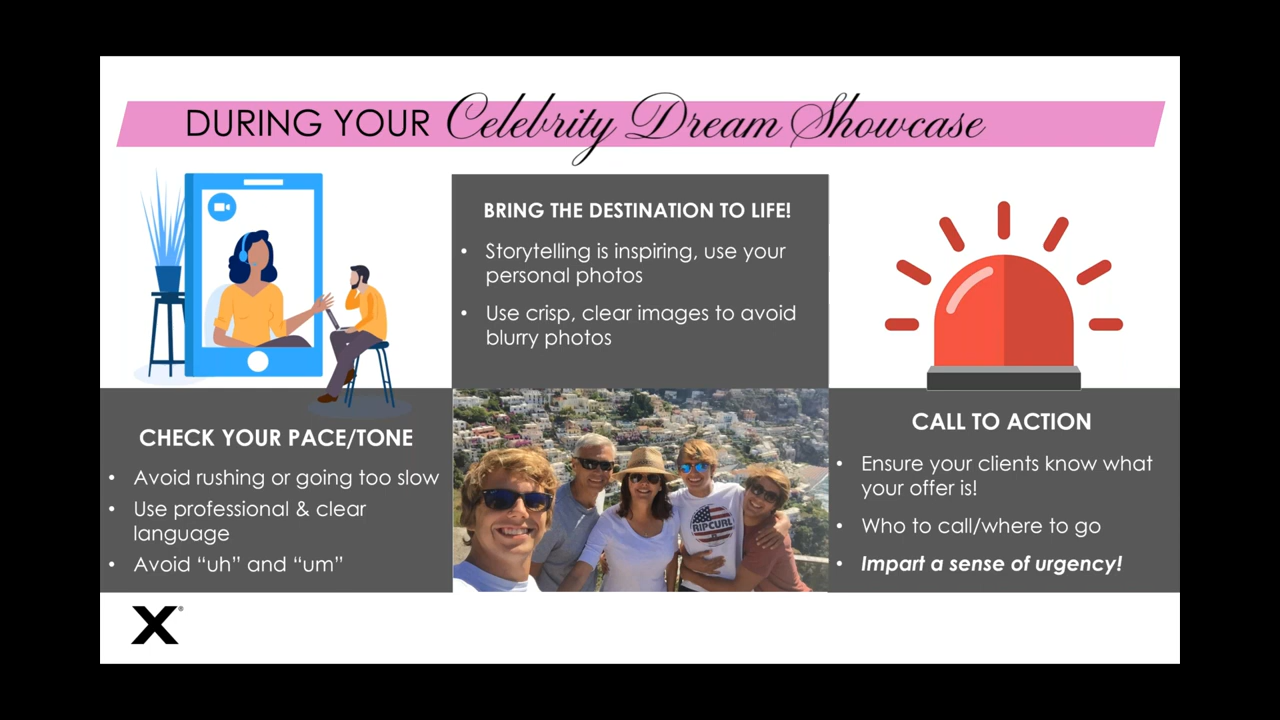 DURING YOUR Celebrity Dream Showcase
BRING THE DESTINATION TO LIFE!
• Storytelling is inspiring, use your
personal photos
• Use crisp, clear images to avoid
blurry photos
CHECK YOUR PACE/TONE
• Avoid rushing or going too slow
• Use professional & clear
language
• Avoid “uh” and “um”
RIPCURL
CALL TO ACTION
• Ensure your clients know what
your offer is!
• Who to call/where to go
• Impart a sense of urgency!
X®